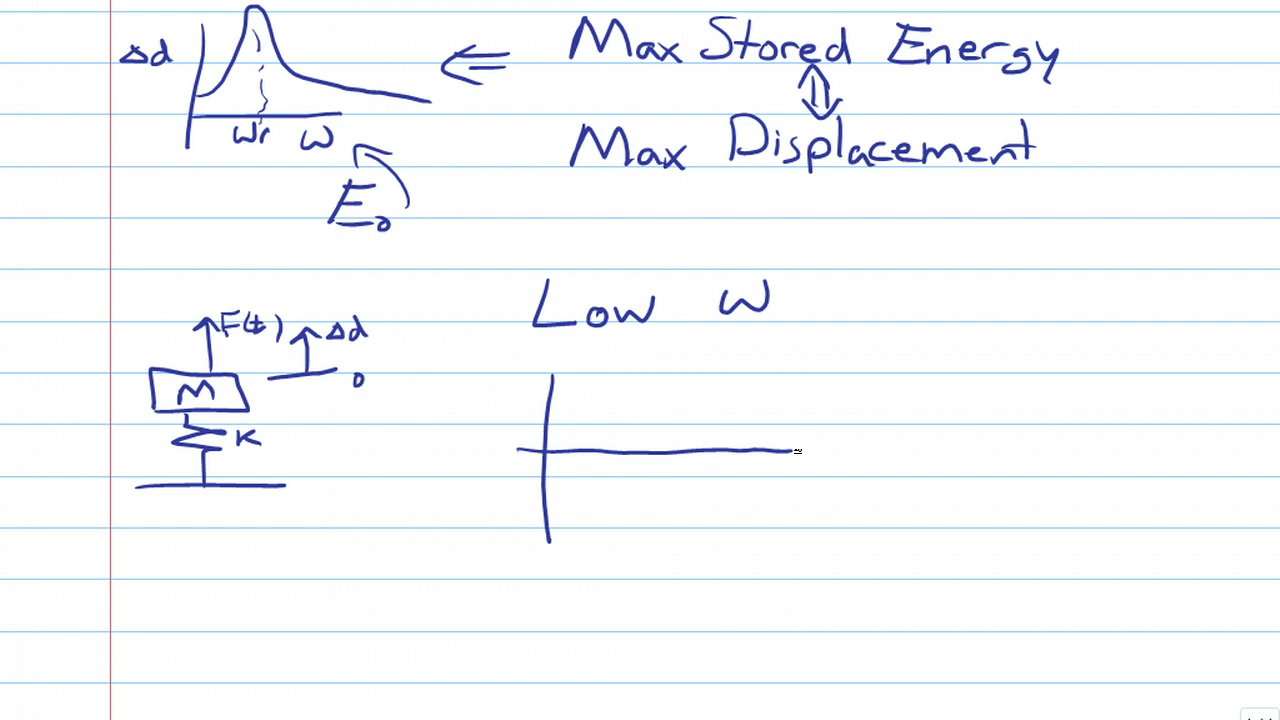 Δd
Max Stored Energy
ωr ω
Max Displacement
E₀
Low ω
F(t) Δd
M
0
K